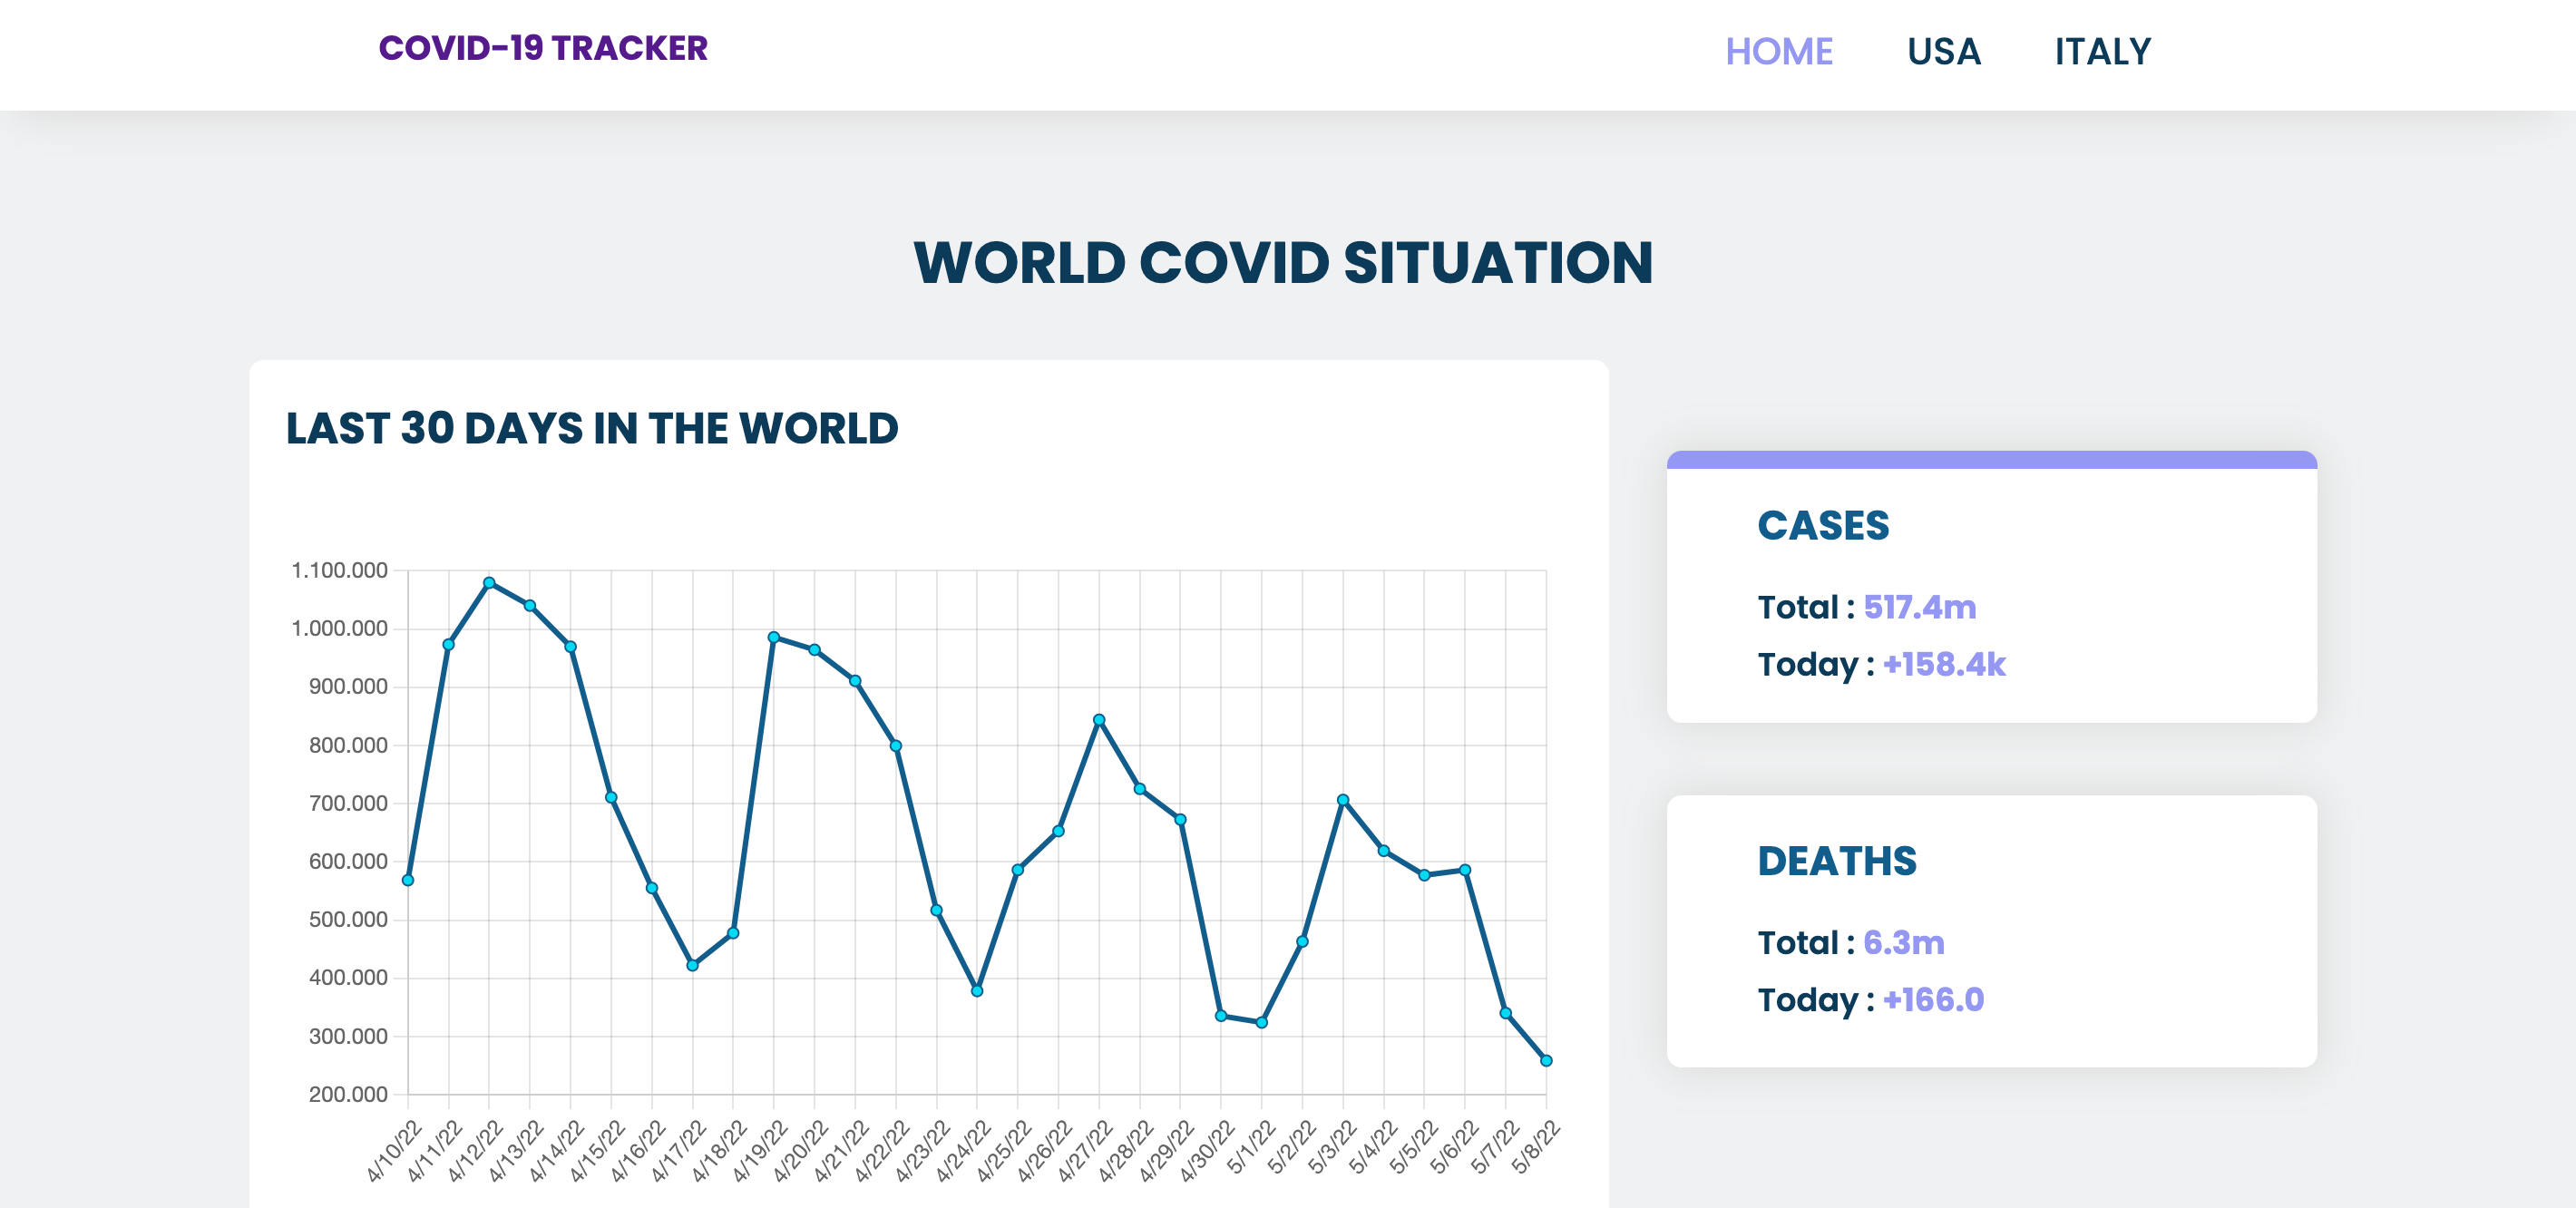 COVID-19 TRACKER
HOME USA ITALY
WORLD COVID SITUATION
LAST 30 DAYS IN THE WORLD
1.100.000
1.000.000
900.000
800.000
700.000
600.000
500.000
400.000
300.000
200.000
4/10/22 4/11/22 4/12/22 4/13/22 4/14/22 4/15/22 4/16/22 4/17/22 4/18/22 4/19/22 4/20/22 4/21/22 4/22/22 4/23/22 4/24/22 4/25/22 4/26/22 4/27/22 4/28/22 4/29/22 4/30/22 5/1/22 5/2/22 5/3/22 5/4/22 5/5/22 5/6/22 5/7/22 5/8/22
CASES
Total : 517.4m
Today : +158.4k
DEATHS
Total : 6.3m
Today : +166.0